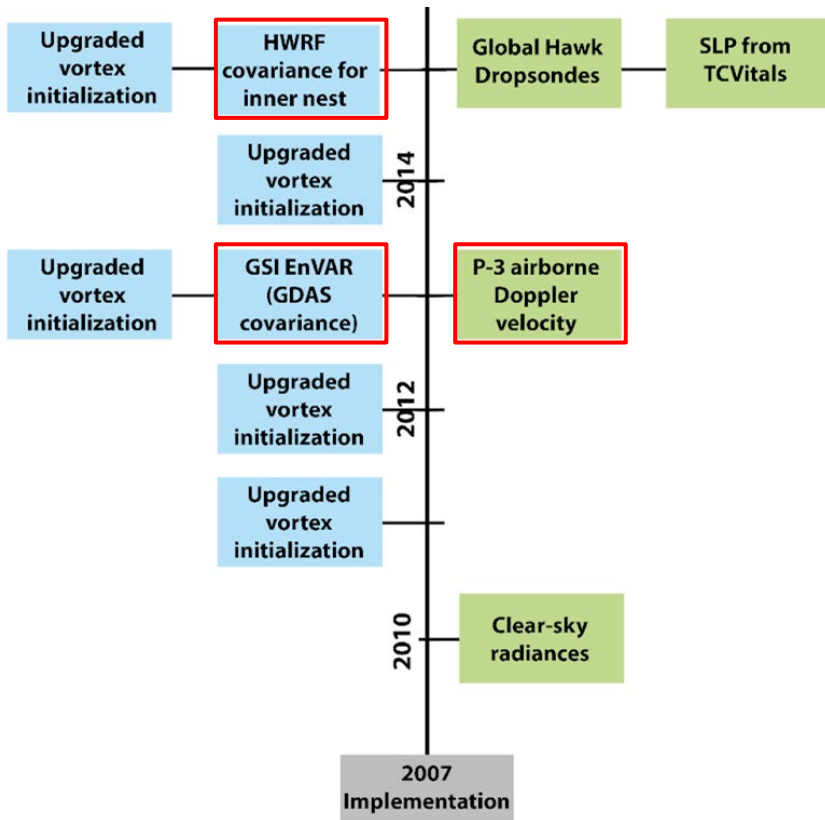 Upgraded
vortex
initialization
HWRF
covariance for
inner nest
Global Hawk
Dropsondes
SLP from
TCVitals
Upgraded
vortex
initialization
2014
Upgraded
vortex
initialization
GSI EnVAR
(GDAS
covariance)
P-3 airborne
Doppler
velocity
Upgraded
vortex
initialization
2012
Upgraded
vortex
initialization
2010
Clear-sky
radiances
2007
Implementation